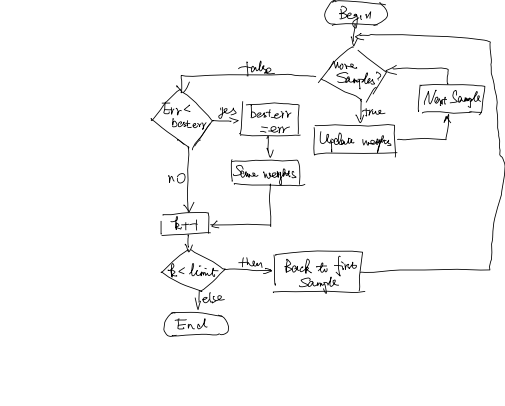 Begin
More
Samples?
false
true
Next Sample
Update weights
Err <
besterr
yes
besterr
=err
Save weights
no
k++
k < limit
then
Back to first
Sample
else
End